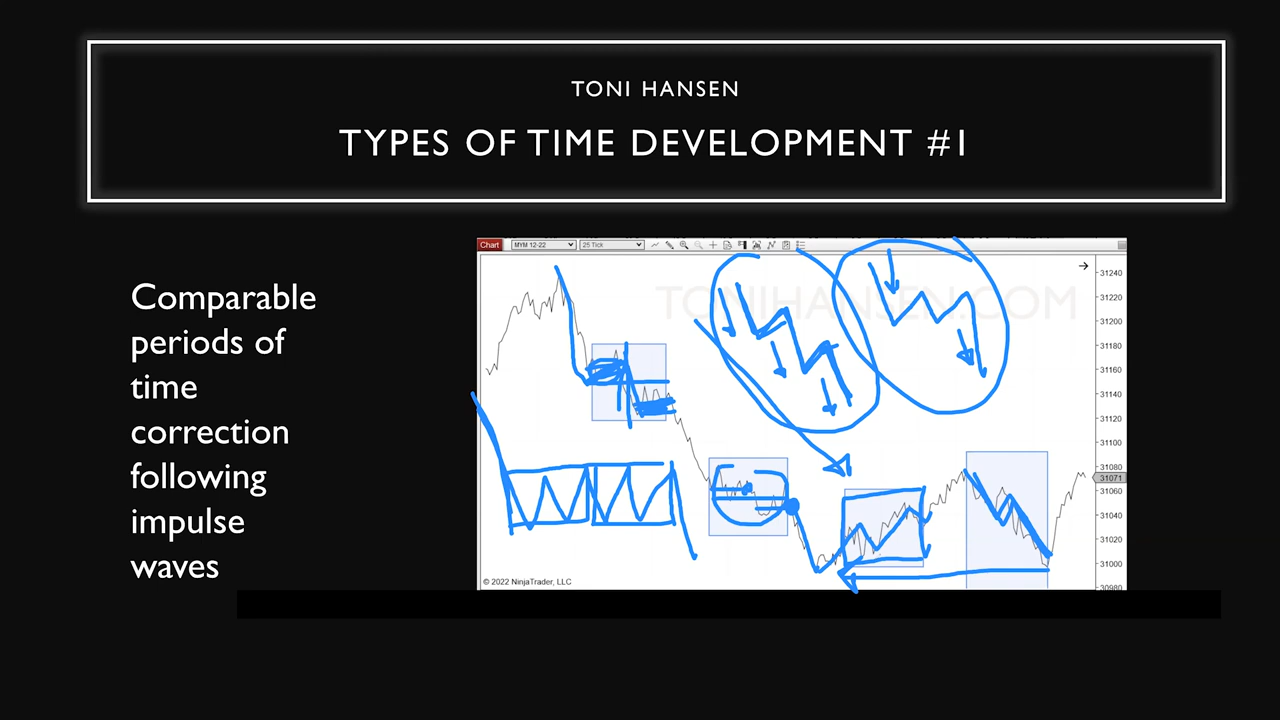 TONI HANSEN
TYPES OF TIME DEVELOPMENT #1
Comparable
periods of
time
correction
following
impulse
waves
Chart
MYM 12-22
25 Tick
TONIHANSEN.COM
31240
31220
31200
31180
31160
31140
31120
31100
31080
31071
31060
31040
31020
31000
30980
© 2022 NinjaTrader, LLC